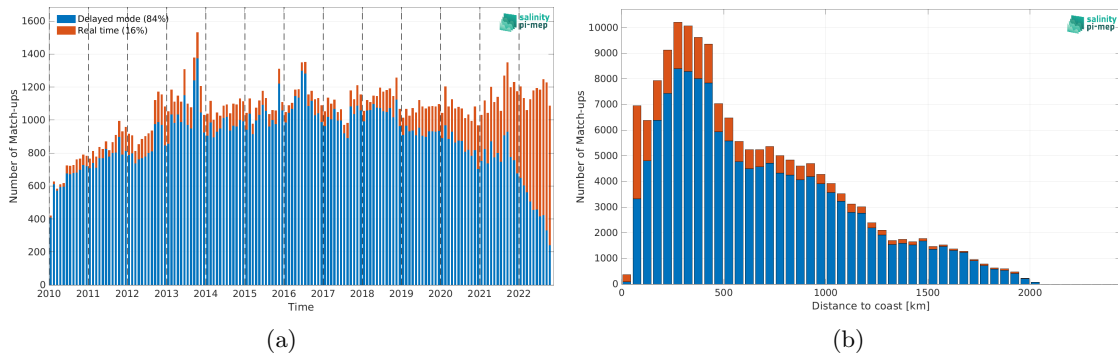 Delayed mode (84%)
Real time (16%)
salinity
pi-mep
1600
1400
1200
1000
800
600
400
200
0
Number of Match-ups
2010 2011 2012 2013 2014 2015 2016 2017 2018 2019 2020 2021 2022
Time
(a)
salinity
pi-mep
10000
9000
8000
7000
6000
5000
4000
3000
2000
1000
0
Number of Match-ups
0 500 1000 1500 2000
Distance to coast [km]
(b)